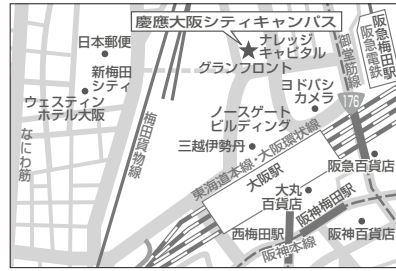 慶應大阪シティキャンパス
日本郵便
新梅田
シティ
ウェスティン
ホテル大阪
なにわ筋
梅田貨物線
ナレッジ
キャピタル
グランフロント
ヨドバシ
カメラ
御堂筋線
阪急梅田駅
阪急電鉄
176
ノースゲート
ビルディング
三越伊勢丹
東海道本線・大阪環状線
大阪駅
大丸
百貨店
阪急百貨店
西梅田駅
阪神梅田駅
阪神本線
阪神百貨店